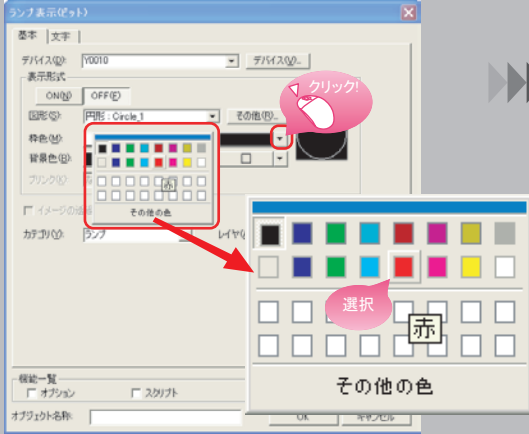 ランプ表示(ビット)
基本 文字
デバイス(D): Y0010 デバイス(V)...
表示形式
ON(N) OFF(F)
クリック!
図形(S): 円形 : Circle_1 その他(R)...
枠色(M):
背景色(B):
ブリンク(K):
赤
イメージの
その他の色
カテゴリ(Y): ランプ レイヤ(
選択
赤
その他の色
機能一覧
オプション スクリプト
オブジェクト名称: OK キャンセル